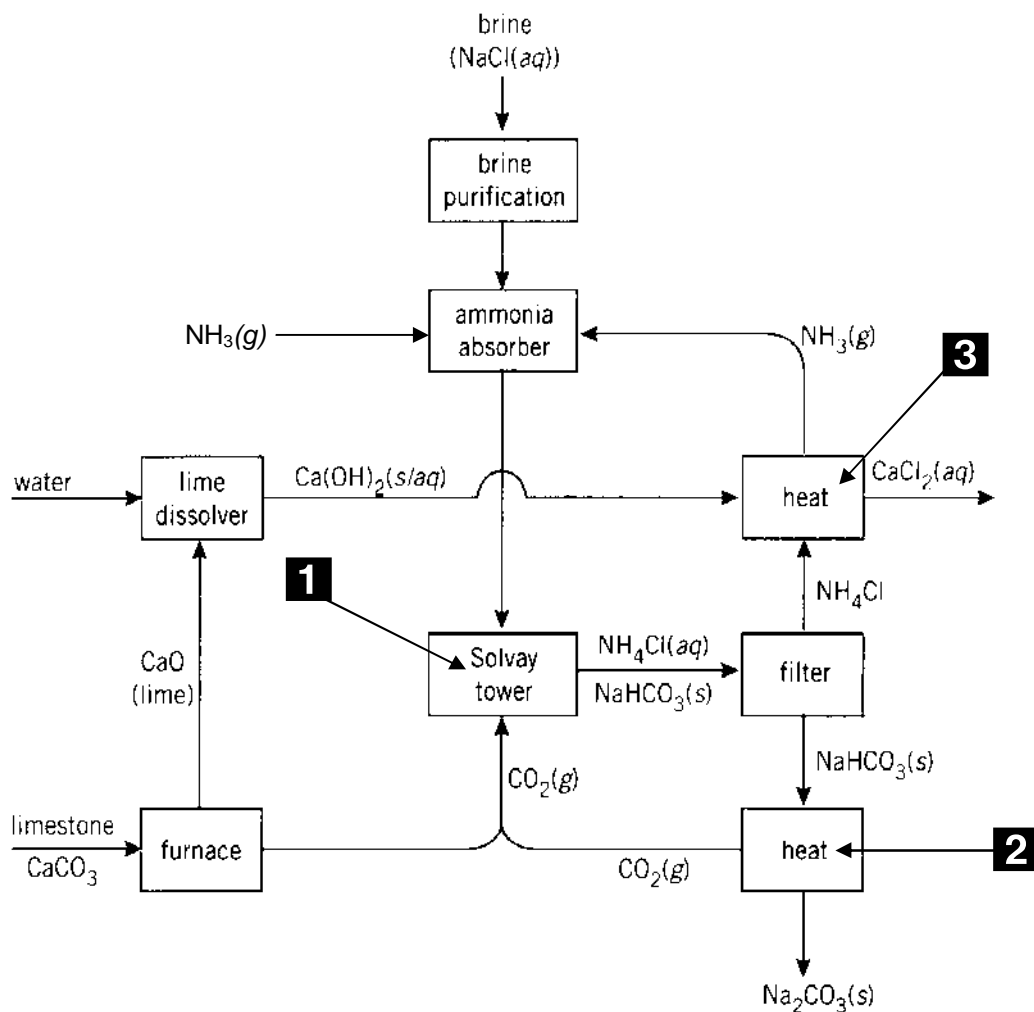 brine
(NaCl(aq))
brine
purification
NH₃(g)
ammonia
absorber
NH₃(g)
3
water
lime
dissolver
Ca(OH)₂(s/aq)
heat
CaCl₂(aq)
1
NH₄Cl
CaO
(lime)
Solvay
tower
NH₄Cl(aq)
NaHCO₃(s)
filter
CO₂(g)
NaHCO₃(s)
limestone
CaCO₃
furnace
CO₂(g)
heat
2
Na₂CO₃(s)